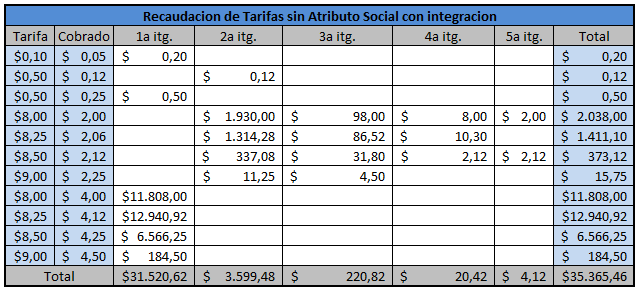 Recaudacion de Tarifas sin Atributo Social con integracion
Tarifa Cobrado 1a itg. 2a itg. 3a itg. 4a itg. 5a itg. Total
$0,10 $ 0,05 $ 0,20 $ 0,20
$0,50 $ 0,12 $ 0,12 $ 0,12
$0,50 $ 0,25 $ 0,50 $ 0,50
$8,00 $ 2,00 $ 1.930,00 $ 98,00 $ 8,00 $ 2,00 $ 2.038,00
$8,25 $ 2,06 $ 1.314,28 $ 86,52 $ 10,30 $ 1.411,10
$8,50 $ 2,12 $ 337,08 $ 31,80 $ 2,12 $ 2,12 $ 373,12
$9,00 $ 2,25 $ 11,25 $ 4,50 $ 15,75
$8,00 $ 4,00 $11.808,00 $11.808,00
$8,25 $ 4,12 $12.940,92 $12.940,92
$8,50 $ 4,25 $ 6.566,25 $ 6.566,25
$9,00 $ 4,50 $ 184,50 $ 184,50
Total $31.520,62 $ 3.599,48 $ 220,82 $ 20,42 $ 4,12 $35.365,46